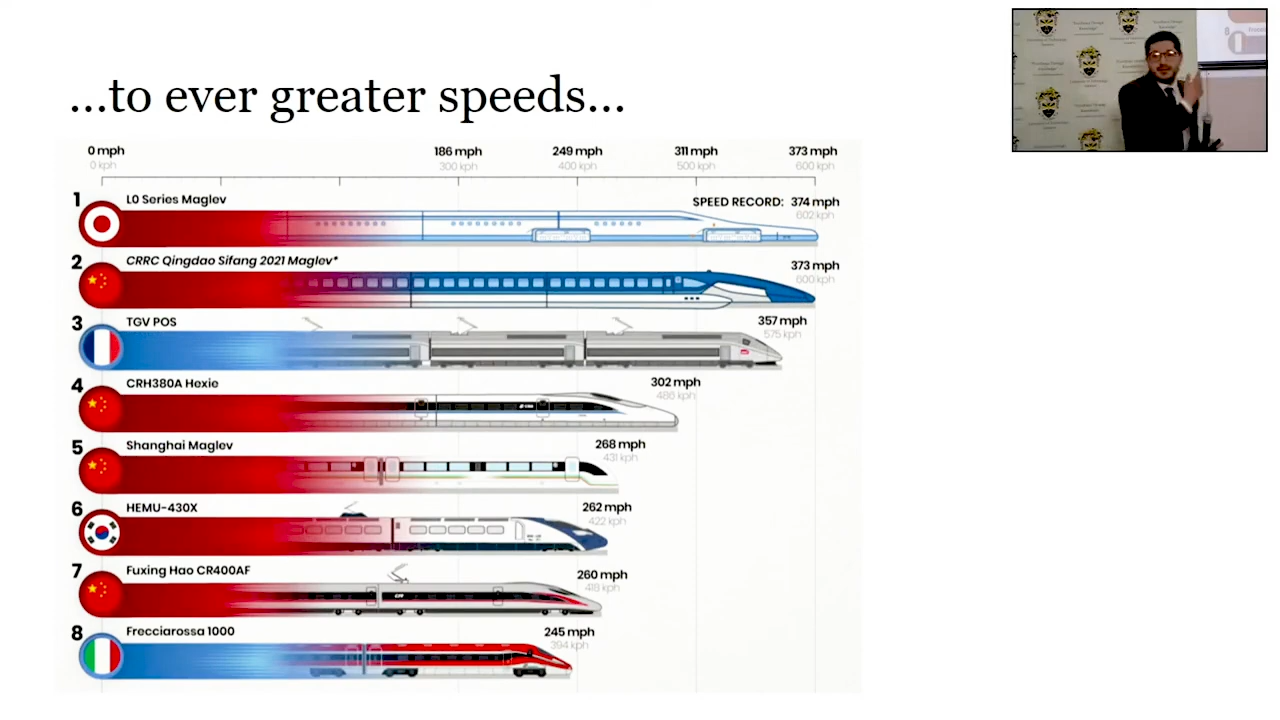 ...to ever greater speeds...
0 mph 186 mph 249 mph 311 mph 373 mph
0 kph 300 kph 400 kph 500 kph 600 kph
1 L0 Series Maglev SPEED RECORD: 374 mph
602 kph
2 CRRC Qingdao Sifang 2021 Maglev* 373 mph
600 kph
3 TGV POS 357 mph
575 kph
4 CRH380A Hexie 302 mph
486 kph
5 Shanghai Maglev 268 mph
431 kph
6 HEMU-430X 262 mph
422 kph
7 Fuxing Hao CR400AF 260 mph
418 kph
8 Frecciarossa 1000 245 mph
394 kph